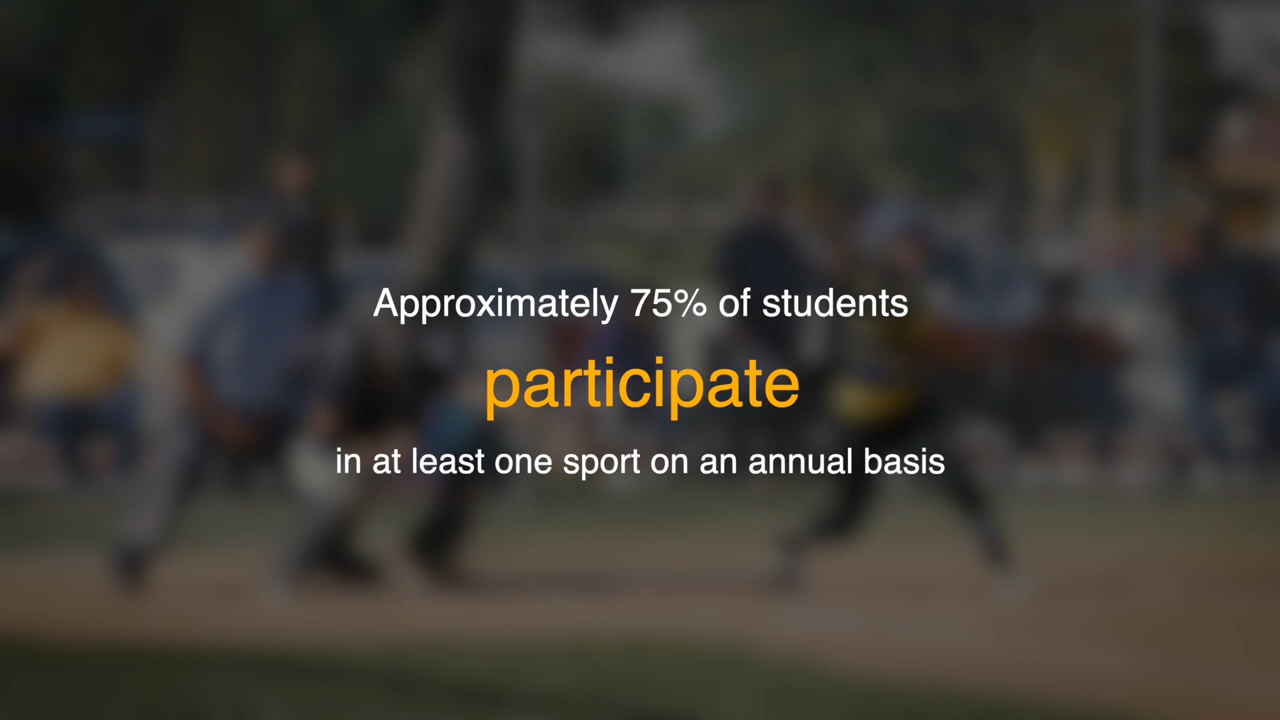 Approximately 75% of students
participate
in at least one sport on an annual basis